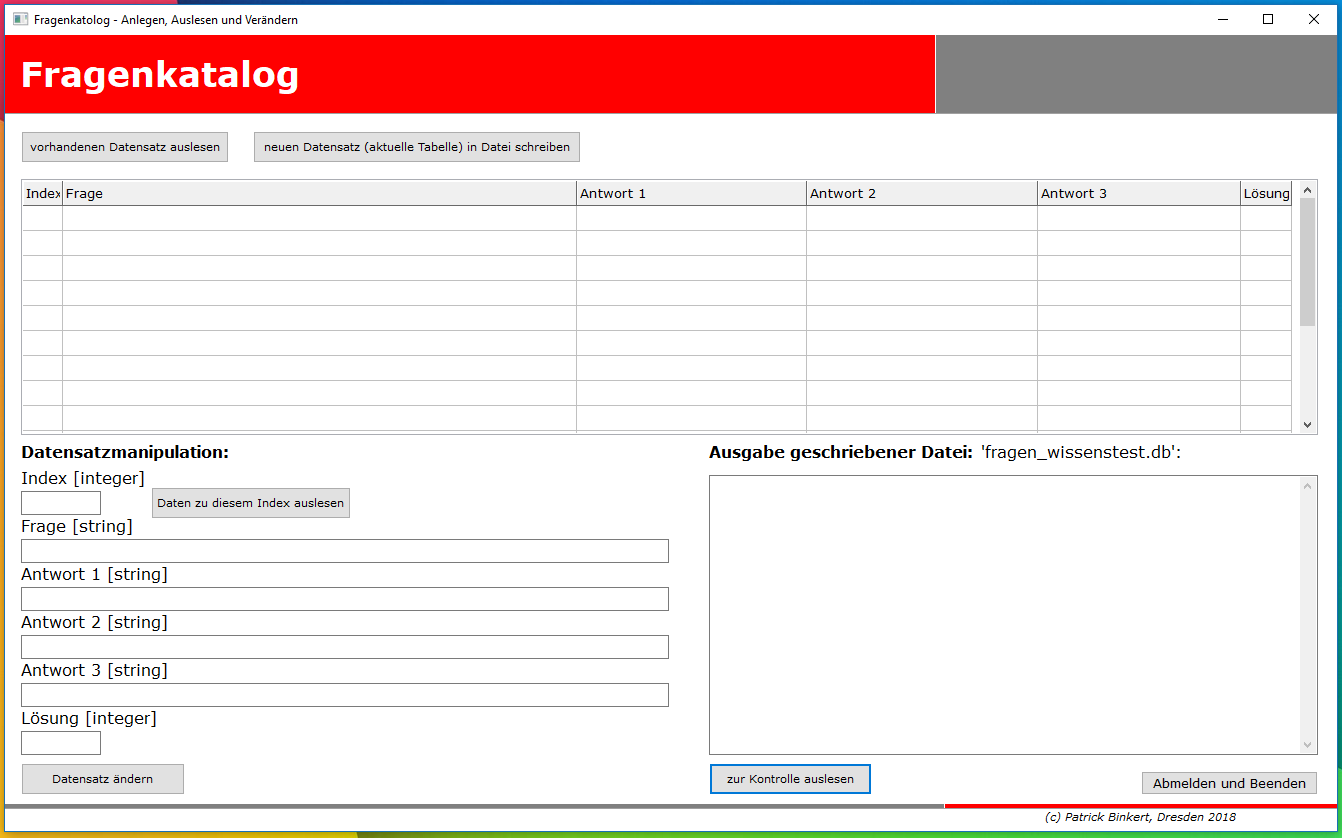 Fragenkatolog - Anlegen, Auslesen und Verändern
Fragenkatalog
vorhandenen Datensatz auslesen
neuen Datensatz (aktuelle Tabelle) in Datei schreiben
Index Frage Antwort 1 Antwort 2 Antwort 3 Lösung
Datensatzmanipulation:
Index [integer]
Daten zu diesem Index auslesen
Frage [string]
Antwort 1 [string]
Antwort 2 [string]
Antwort 3 [string]
Lösung [integer]
Datensatz ändern
Ausgabe geschriebener Datei: 'fragen_wissenstest.db':
zur Kontrolle auslesen
Abmelden und Beenden
(c) Patrick Binkert, Dresden 2018